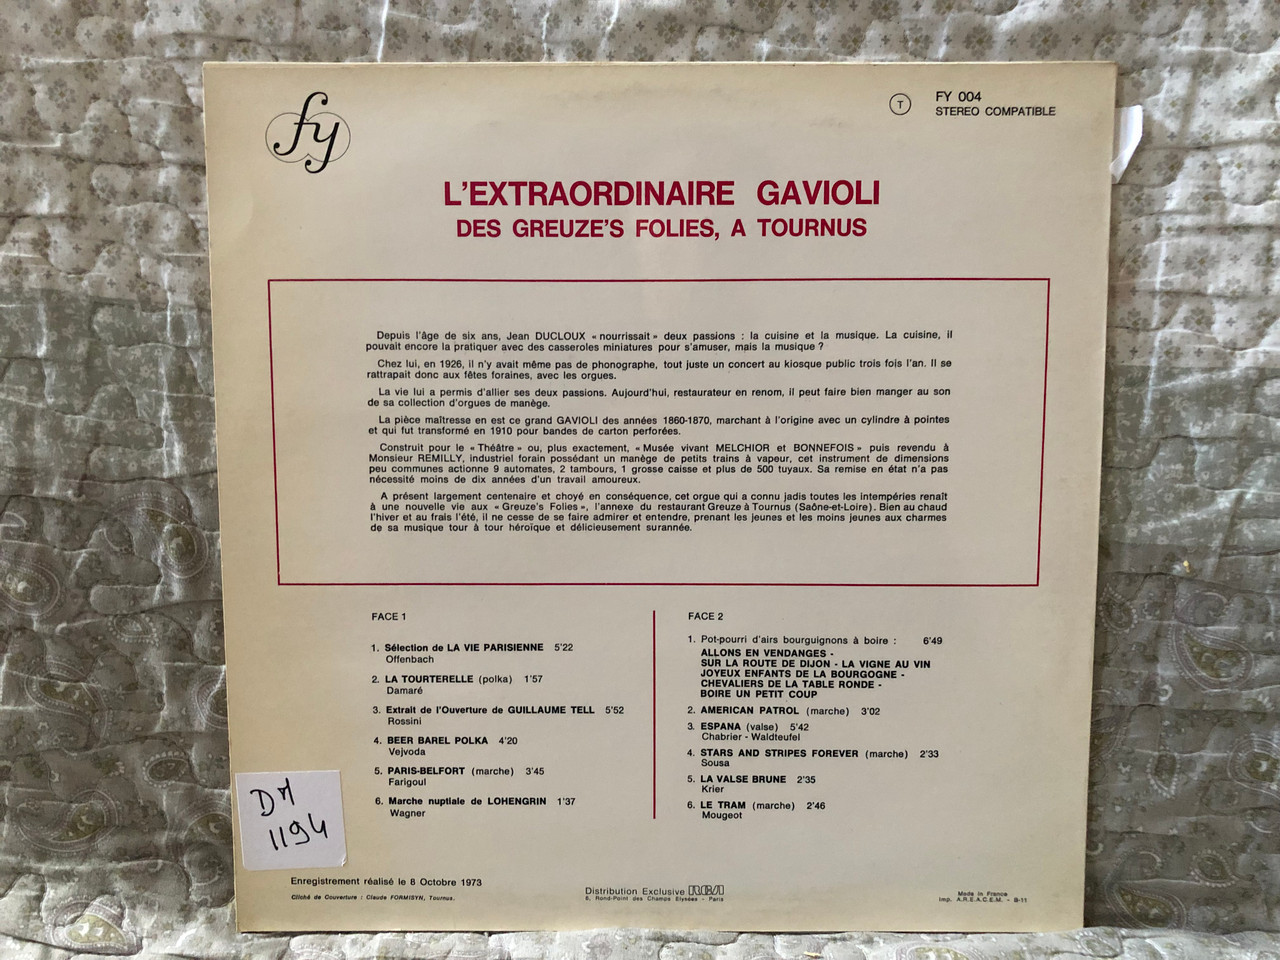 fy
T
FY 004
STEREO COMPATIBLE
L'EXTRAORDINAIRE GAVIOLI
DES GREUZE'S FOLIES, A TOURNUS
Depuis l'âge de six ans, Jean DUCLOUX « nourrissait » deux passions : la cuisine et la musique. La cuisine, il
pouvait encore la pratiquer avec des casseroles miniatures pour s'amuser, mais la musique ?
Chez lui, en 1926, il n'y avait même pas de phonographe, tout juste un concert au kiosque public trois fois l'an. Il se
rattrapait donc aux fêtes foraines, avec les orgues.
La vie lui a permis d'allier ses deux passions. Aujourd'hui, restaurateur en renom, il peut faire bien manger au son
de sa collection d'orgues de manège.
La pièce maîtresse en est ce grand GAVIOLI des années 1860-1870, marchant à l'origine avec un cylindre à pointes
et qui fut transformé en 1910 pour bandes de carton perforées.
Construit pour le « Théâtre » ou, plus exactement, « Musée vivant MELCHIOR et BONNEFOIS » puis revendu à
Monsieur REMILLY, industriel forain possédant un manège de petits trains à vapeur, cet instrument de dimensions
peu communes actionne 9 automates, 2 tambours, 1 grosse caisse et plus de 500 tuyaux. Sa remise en état n'a pas
nécessité moins de dix années d'un travail amoureux.
A présent largement centenaire et choyé en conséquence, cet orgue qui a connu jadis toutes les intempéries renaît
à une nouvelle vie aux « Greuze's Folies », l'annexe du restaurant Greuze à Tournus (Saône-et-Loire). Bien au chaud
l'hiver et au frais l'été, il ne cesse de se faire admirer et entendre, prenant les jeunes et les moins jeunes aux charmes
de sa musique tour à tour héroïque et délicieusement surannée.
FACE 1
1. Sélection de LA VIE PARISIENNE 5'22
Offenbach
2. LA TOURTERELLE (polka) 1'57
Damaré
3. Extrait de l'Ouverture de GUILLAUME TELL 5'52
Rossini
4. BEER BAREL POLKA 4'20
Vejvoda
5. PARIS-BELFORT (marche) 3'45
Farigoul
6. Marche nuptiale de LOHENGRIN 1'37
Wagner
FACE 2
1. Pot-pourri d'airs bourguignons à boire : 6'49
ALLONS EN VENDANGES -
SUR LA ROUTE DE DIJON - LA VIGNE AU VIN
JOYEUX ENFANTS DE LA BOURGOGNE -
CHEVALIERS DE LA TABLE RONDE -
BOIRE UN PETIT COUP
2. AMERICAN PATROL (marche) 3'02
3. ESPANA (valse) 5'42
Chabrier - Waldteufel
4. STARS AND STRIPES FOREVER (marche) 2'33
Sousa
5. LA VALSE BRUNE 2'35
Krier
6. LE TRAM (marche) 2'46
Mougeot
DM
1194
Enregistrement réalisé le 8 Octobre 1973
Cliché de Couverture : Claude FORMISYN, Tournus.
Distribution Exclusive RCA
8, Rond-Point des Champs Elysées - Paris
Made in France
Imp. A.R.E.A.C.E.M. - B-11